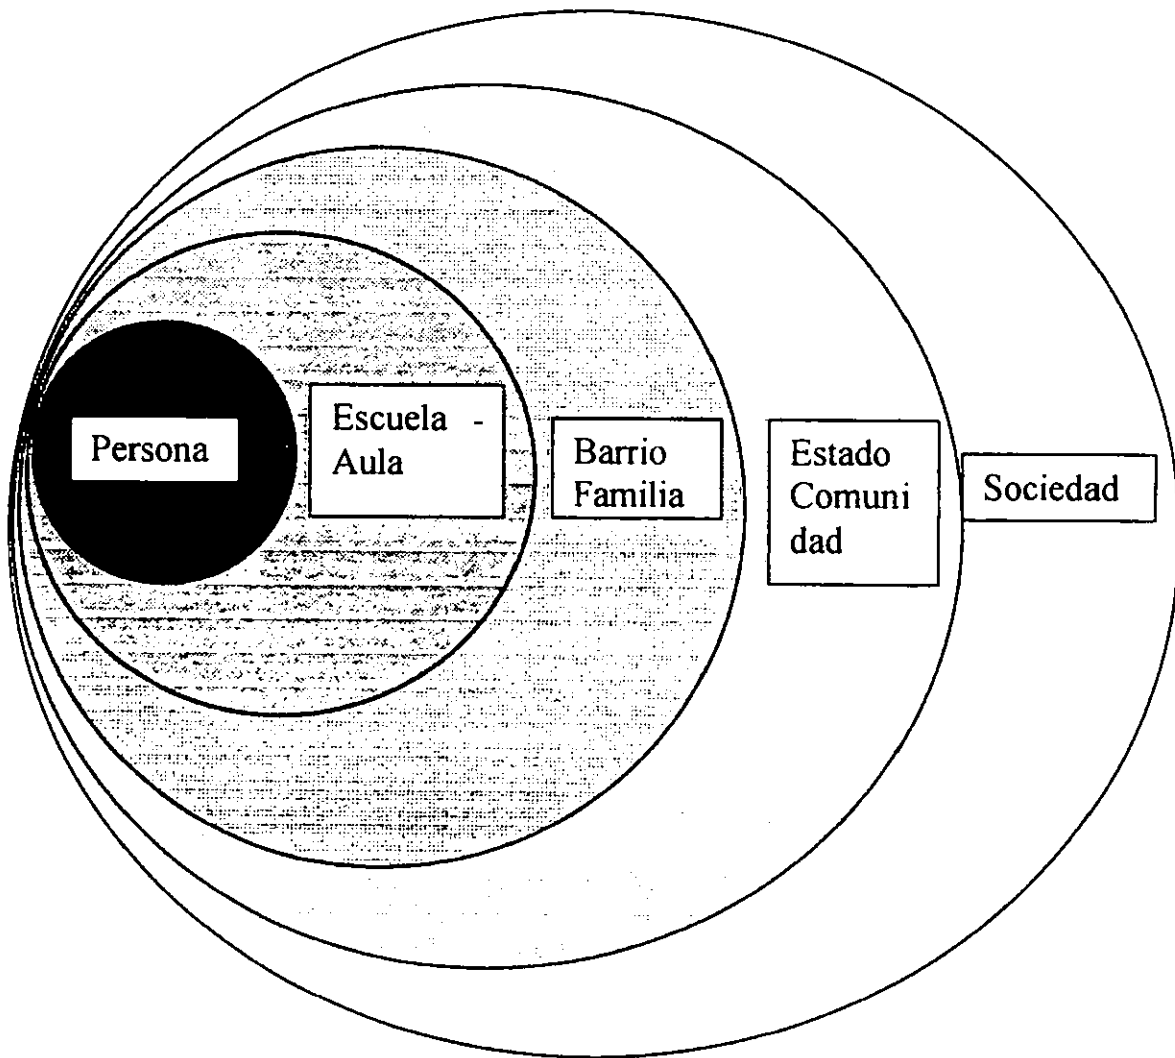 Persona
Escuela -
Aula
Barrio
Familia
Estado
Comuni
dad
Sociedad